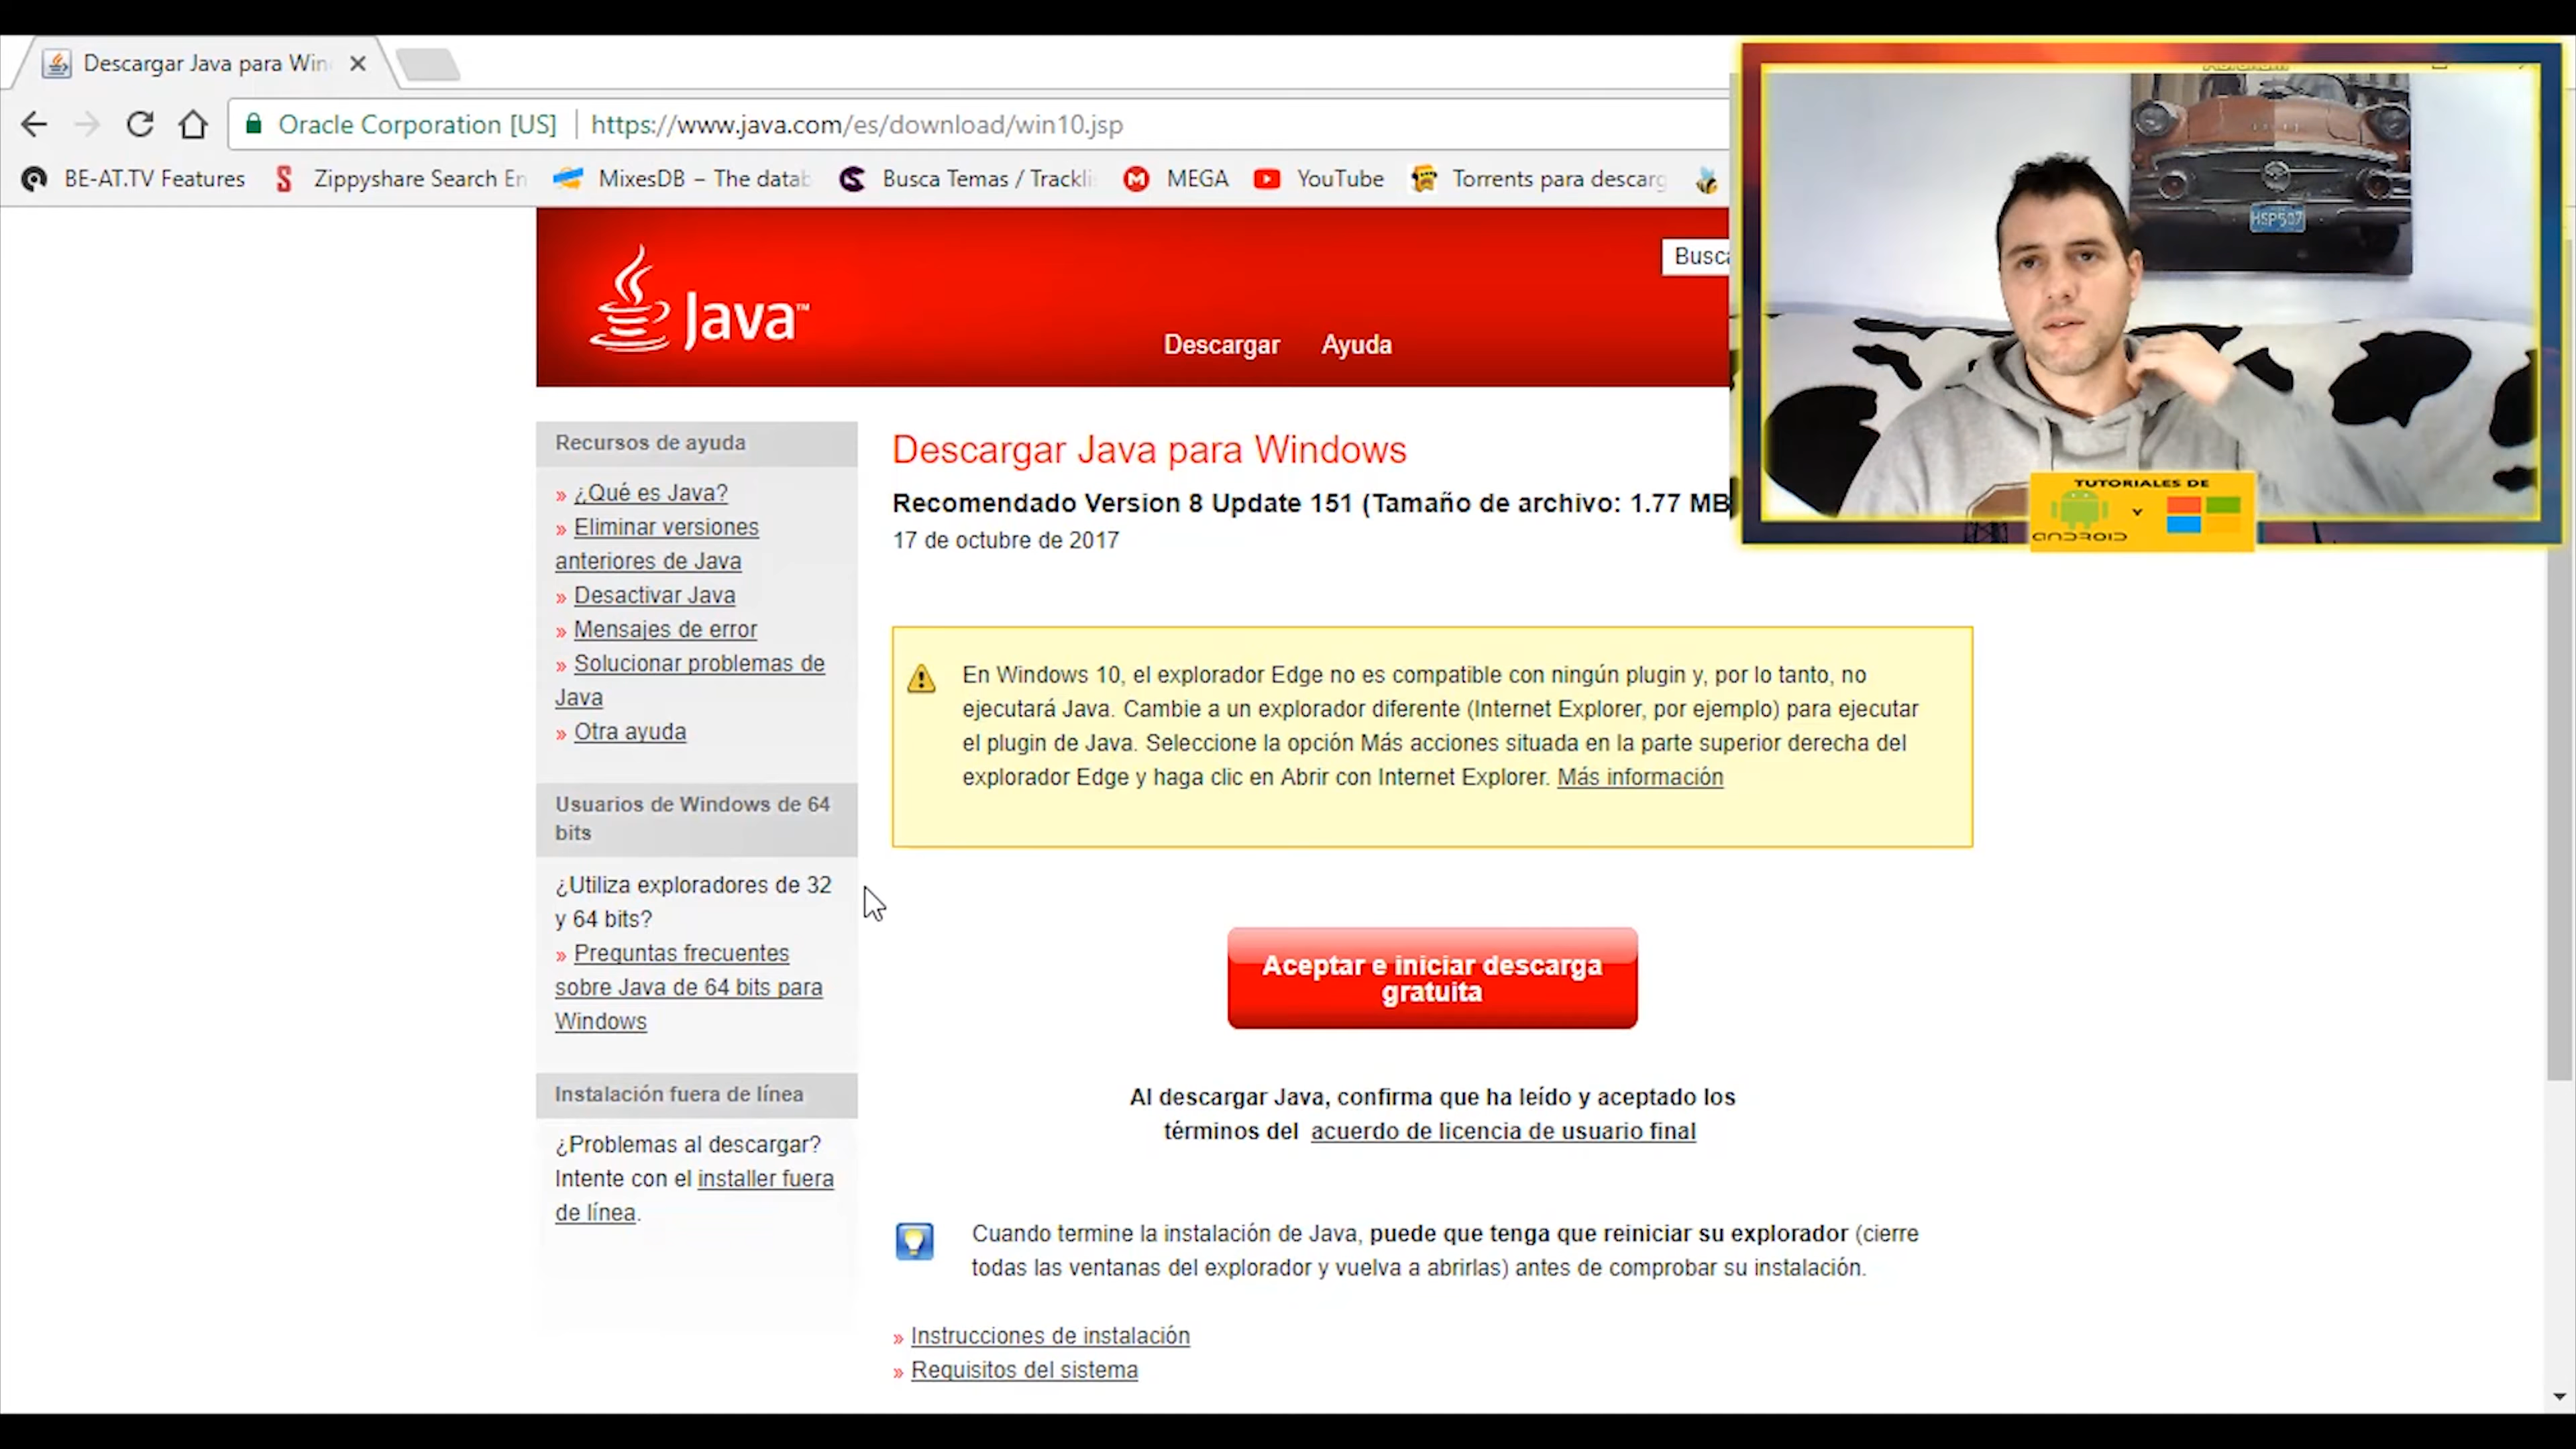 Descargar Java para Win
Oracle Corporation [US] https://www.java.com/es/download/win10.jsp
BE-AT.TV Features
Zippyshare Search En
MixesDB – The datab
Busca Temas / Trackli
MEGA
YouTube
Torrents para descarg
HSP507
Java™
Busca
Descargar
Ayuda
TUTORIALES DE
ANDROID
Y
Recursos de ayuda
» ¿Qué es Java?
» Eliminar versiones
anteriores de Java
» Desactivar Java
» Mensajes de error
» Solucionar problemas de
Java
» Otra ayuda
Usuarios de Windows de 64
bits
¿Utiliza exploradores de 32
y 64 bits?
» Preguntas frecuentes
sobre Java de 64 bits para
Windows
Instalación fuera de línea
¿Problemas al descargar?
Intente con el installer fuera
de línea.
Descargar Java para Windows
Recomendado Version 8 Update 151 (Tamaño de archivo: 1.77 MB
17 de octubre de 2017
En Windows 10, el explorador Edge no es compatible con ningún plugin y, por lo tanto, no
ejecutará Java. Cambie a un explorador diferente (Internet Explorer, por ejemplo) para ejecutar
el plugin de Java. Seleccione la opción Más acciones situada en la parte superior derecha del
explorador Edge y haga clic en Abrir con Internet Explorer. Más información
Aceptar e iniciar descarga
gratuita
Al descargar Java, confirma que ha leído y aceptado los
términos del acuerdo de licencia de usuario final
Cuando termine la instalación de Java, puede que tenga que reiniciar su explorador (cierre
todas las ventanas del explorador y vuelva a abrirlas) antes de comprobar su instalación.
» Instrucciones de instalación
» Requisitos del sistema